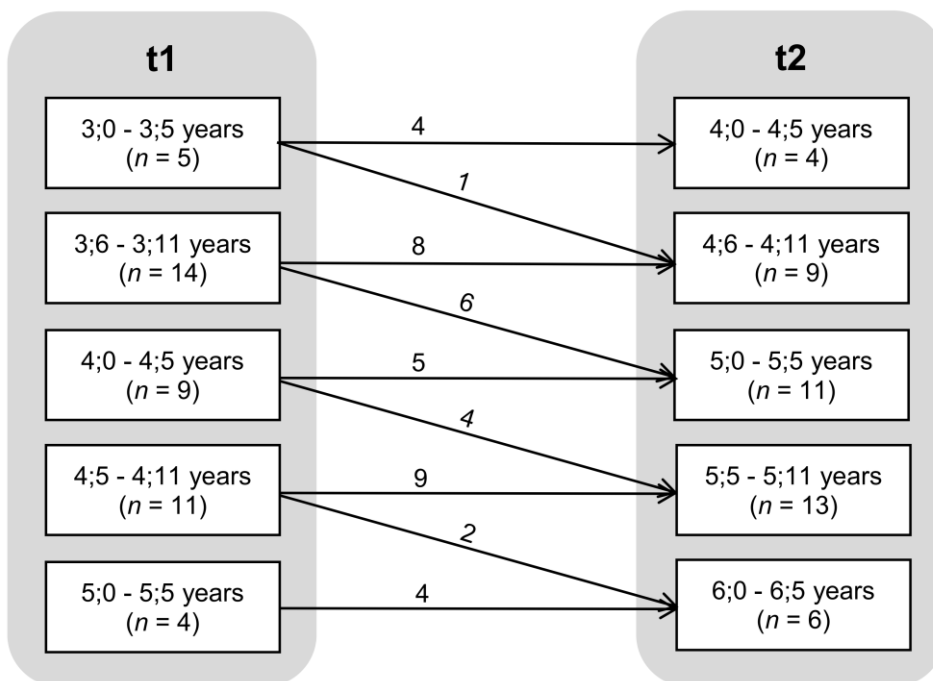 t1
t2
3;0 - 3;5 years
(n = 5)
4
4;0 - 4;5 years
(n = 4)
1
3;6 - 3;11 years
(n = 14)
8
4;6 - 4;11 years
(n = 9)
6
4;0 - 4;5 years
(n = 9)
5
5;0 - 5;5 years
(n = 11)
4
4;5 - 4;11 years
(n = 11)
9
5;5 - 5;11 years
(n = 13)
2
5;0 - 5;5 years
(n = 4)
4
6;0 - 6;5 years
(n = 6)